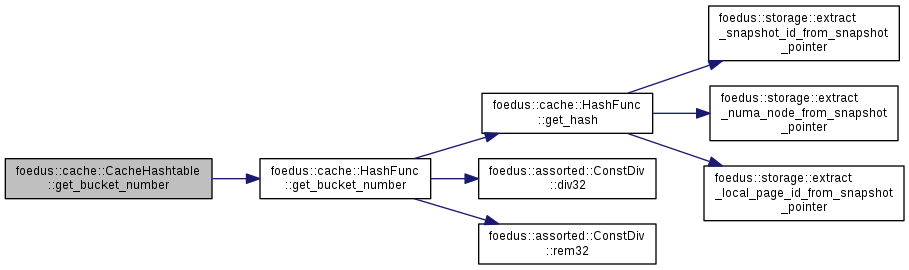 foedus::cache::CacheHashtable
::get_bucket_number
foedus::cache::HashFunc
::get_bucket_number
foedus::cache::HashFunc
::get_hash
foedus::assorted::ConstDiv
::div32
foedus::assorted::ConstDiv
::rem32
foedus::storage::extract
_snapshot_id_from_snapshot
_pointer
foedus::storage::extract
_numa_node_from_snapshot
_pointer
foedus::storage::extract
_local_page_id_from_snapshot
_pointer